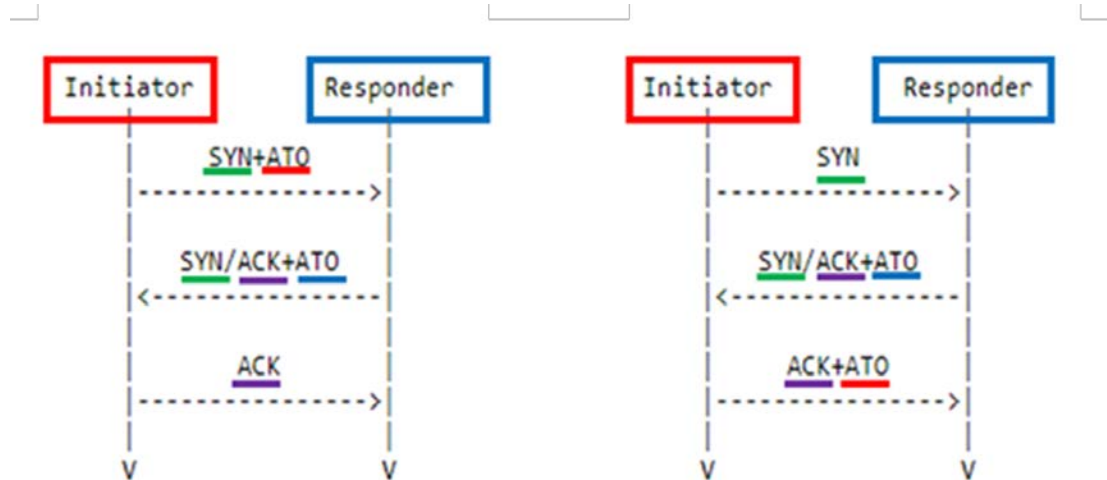 Initiator Responder
SYN+ATO
SYN/ACK+ATO
ACK
V V
Initiator Responder
SYN
SYN/ACK+ATO
ACK+ATO
V V